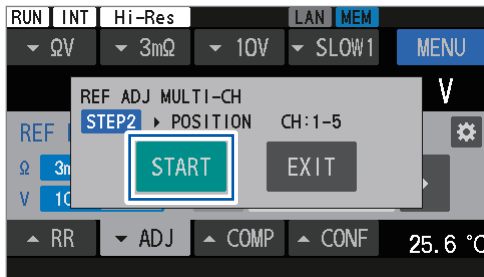 RUN INT Hi-Res LAN MEM
ΩV 3mΩ 10V SLOW1 MENU
REF ADJ MULTI-CH V
STEP2 ▸ POSITION CH:1-5
REF
START EXIT
Ω
V
RR ADJ COMP CONF 25.6 °C